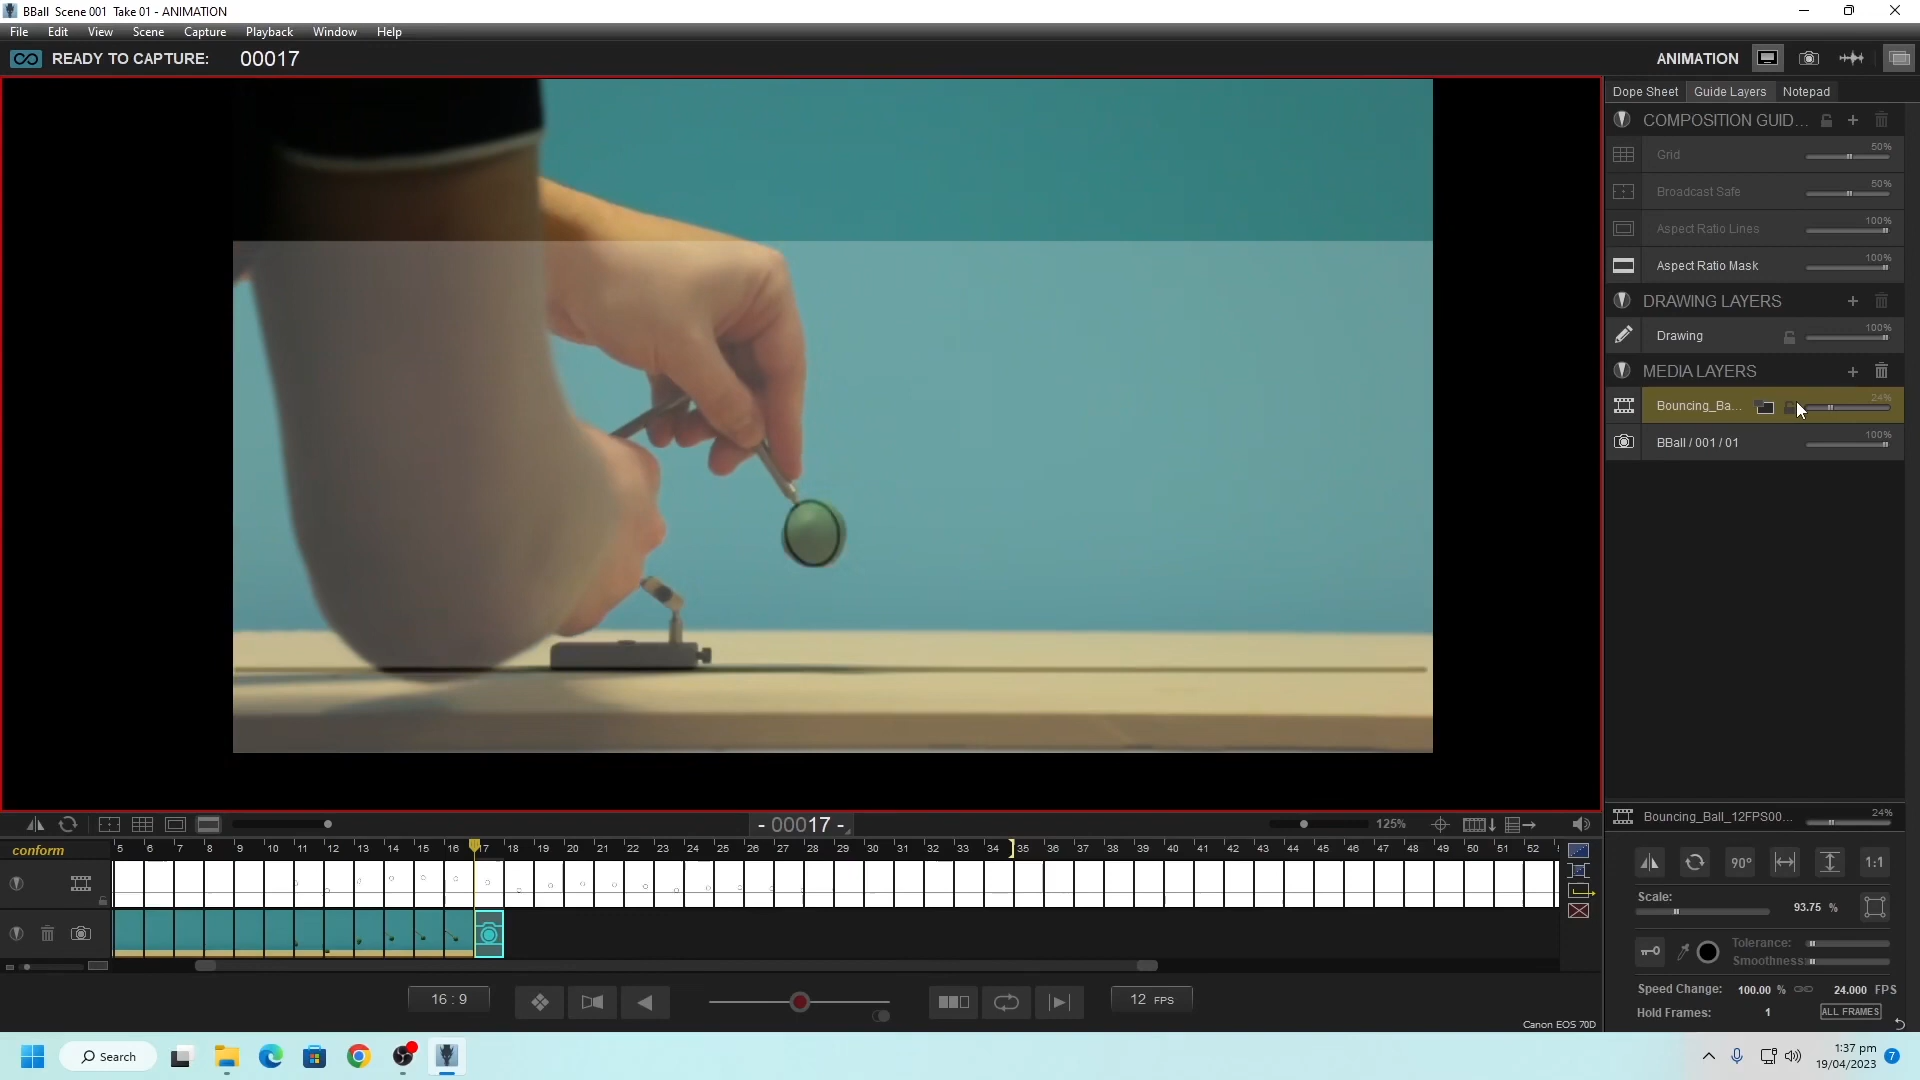 BBall Scene 001 Take 01 - ANIMATION
File Edit View Scene Capture Playback Window Help
READY TO CAPTURE: 00017
ANIMATION
Dope Sheet Guide Layers Notepad
COMPOSITION GUID...
Grid 50%
Broadcast Safe 50%
Aspect Ratio Lines 100%
Aspect Ratio Mask 100%
DRAWING LAYERS
Drawing 100%
MEDIA LAYERS
Bouncing_Ba... 24%
BBall / 001 / 01 100%
- 00017 -
125%
conform
5 6 7 8 9 10 11 12 13 14 15 16 17 18 19 20 21 22 23 24 25 26 27 28 29 30 31 32 33 34 35 36 37 38 39 40 41 42 43 44 45 46 47 48 49 50 51 52
Bouncing_Ball_12FPS00... 24%
90° 1:1
Scale: 93.75 %
Tolerance:
Smoothness:
Speed Change: 100.00 % 24.000 FPS
Hold Frames: 1 ALL FRAMES
16 : 9
12 FPS
Canon EOS 70D
Search
1:37 pm
19/04/2023
7